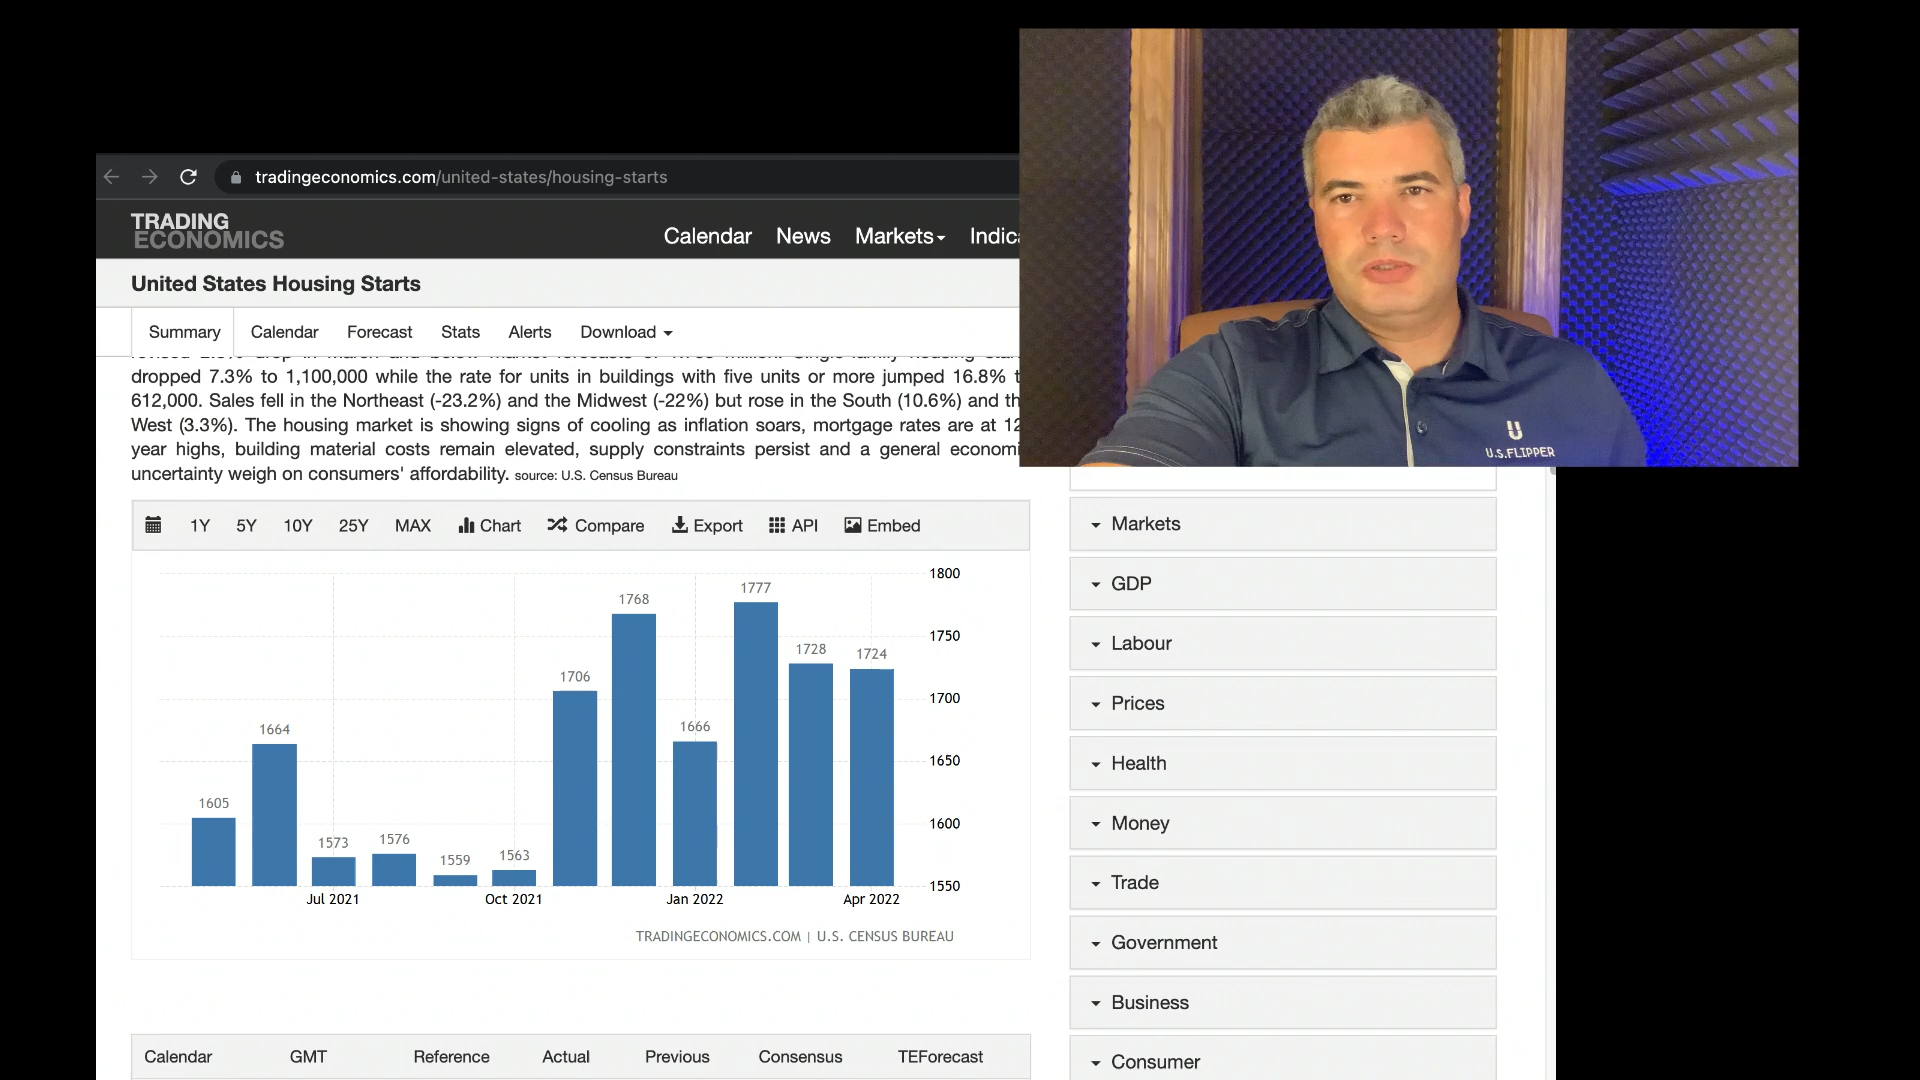 tradingeconomics.com/united-states/housing-starts
TRADING
ECONOMICS
Calendar News Markets
United States Housing Starts
Summary Calendar Forecast Stats Alerts Download
dropped 7.3% to 1,100,000 while the rate for units in buildings with five units or more jumped 16.8%
612,000. Sales fell in the Northeast (-23.2%) and the Midwest (-22%) but rose in the South (10.6%) and
West (3.3%). The housing market is showing signs of cooling as inflation soars, mortgage rates are at
year highs, building material costs remain elevated, supply constraints persist and a general
uncertainty weigh on consumers' affordability. source: U.S. Census Bureau
U
U.S.FLIPPER
1Y 5Y 10Y 25Y MAX Chart Compare Export API Embed
1800
1750
1700
1650
1600
1550
1605 1664 1573 1576 1559 1563 1706 1768 1666 1777 1728 1724
Jul 2021 Oct 2021 Jan 2022 Apr 2022
TRADINGECONOMICS.COM | U.S. CENSUS BUREAU
Calendar GMT Reference Actual Previous Consensus TEForecast
Markets
GDP
Labour
Prices
Health
Money
Trade
Government
Business
Consumer